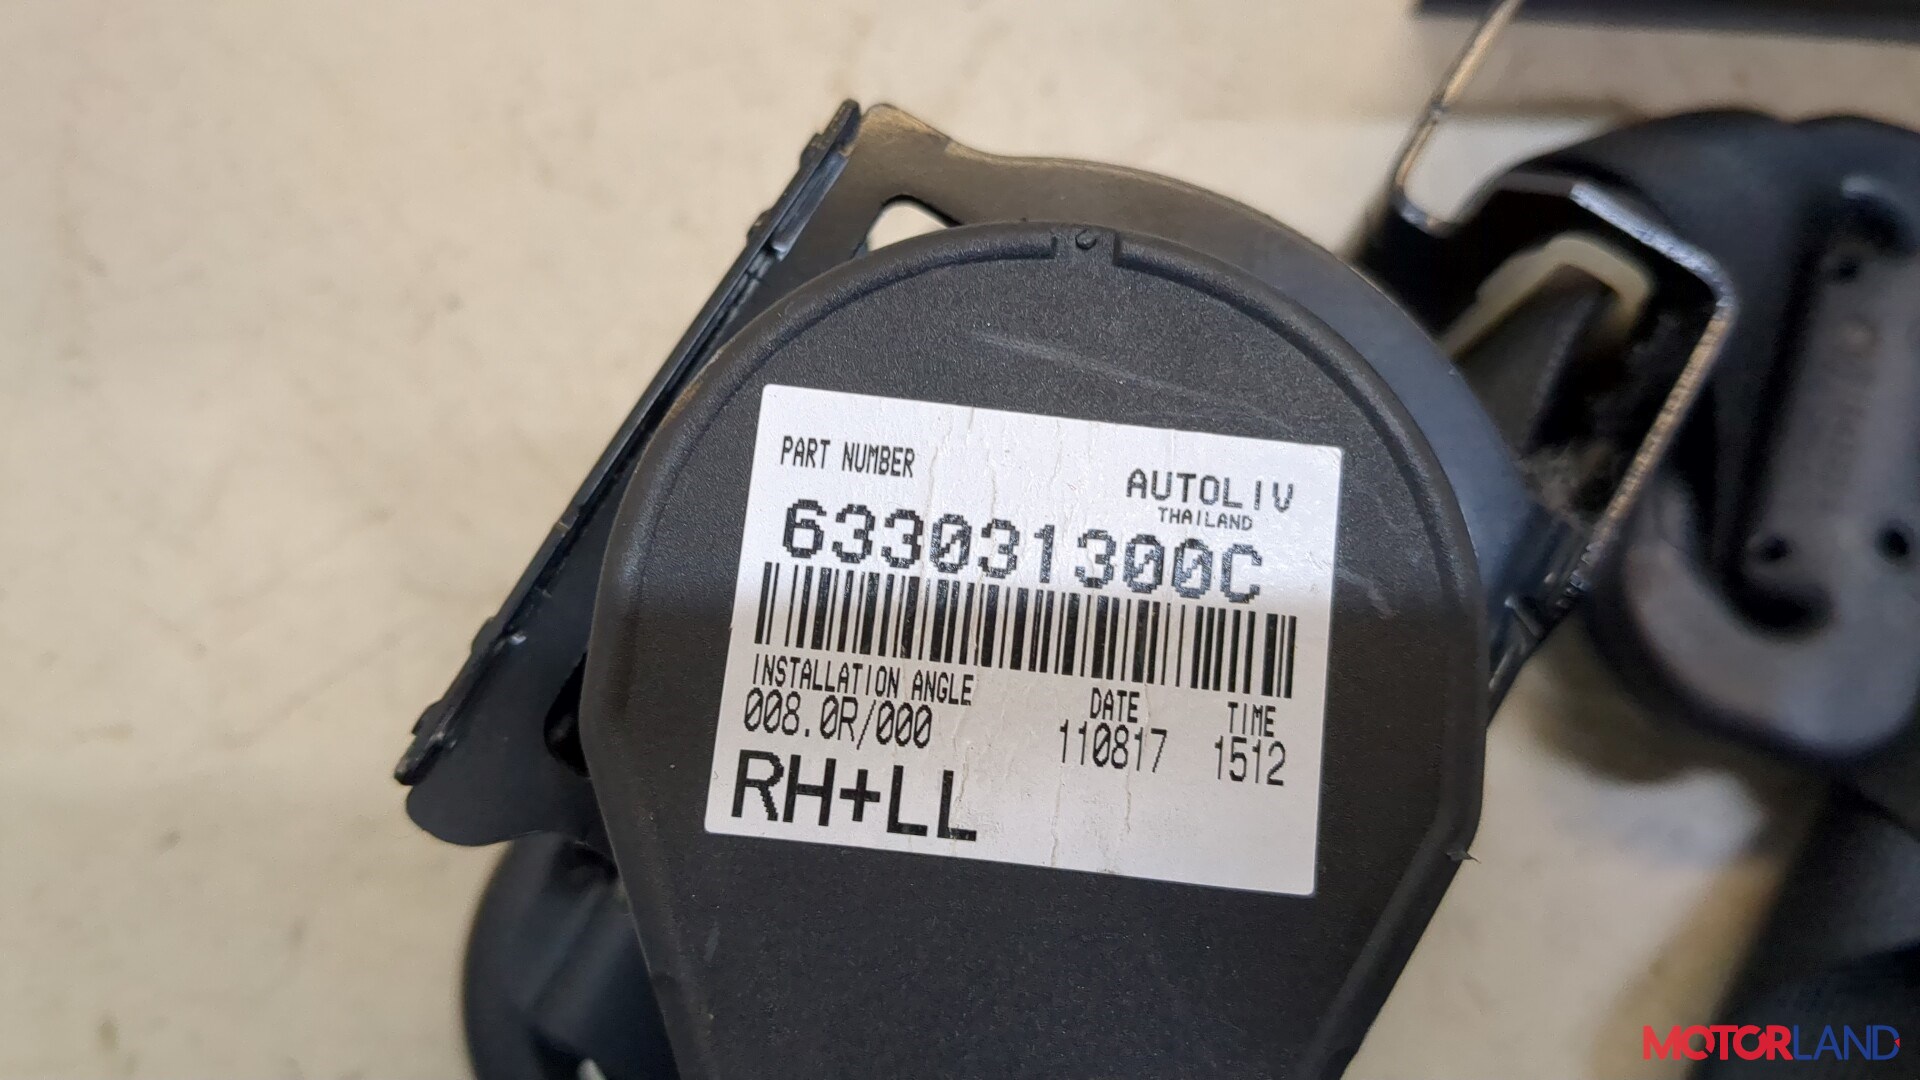 PART NUMBER
AUTOLIV
THAILAND
633031300C
INSTALLATION ANGLE
DATE
TIME
008.0R/000
110817
1512
RH+LL
MOTORLAND